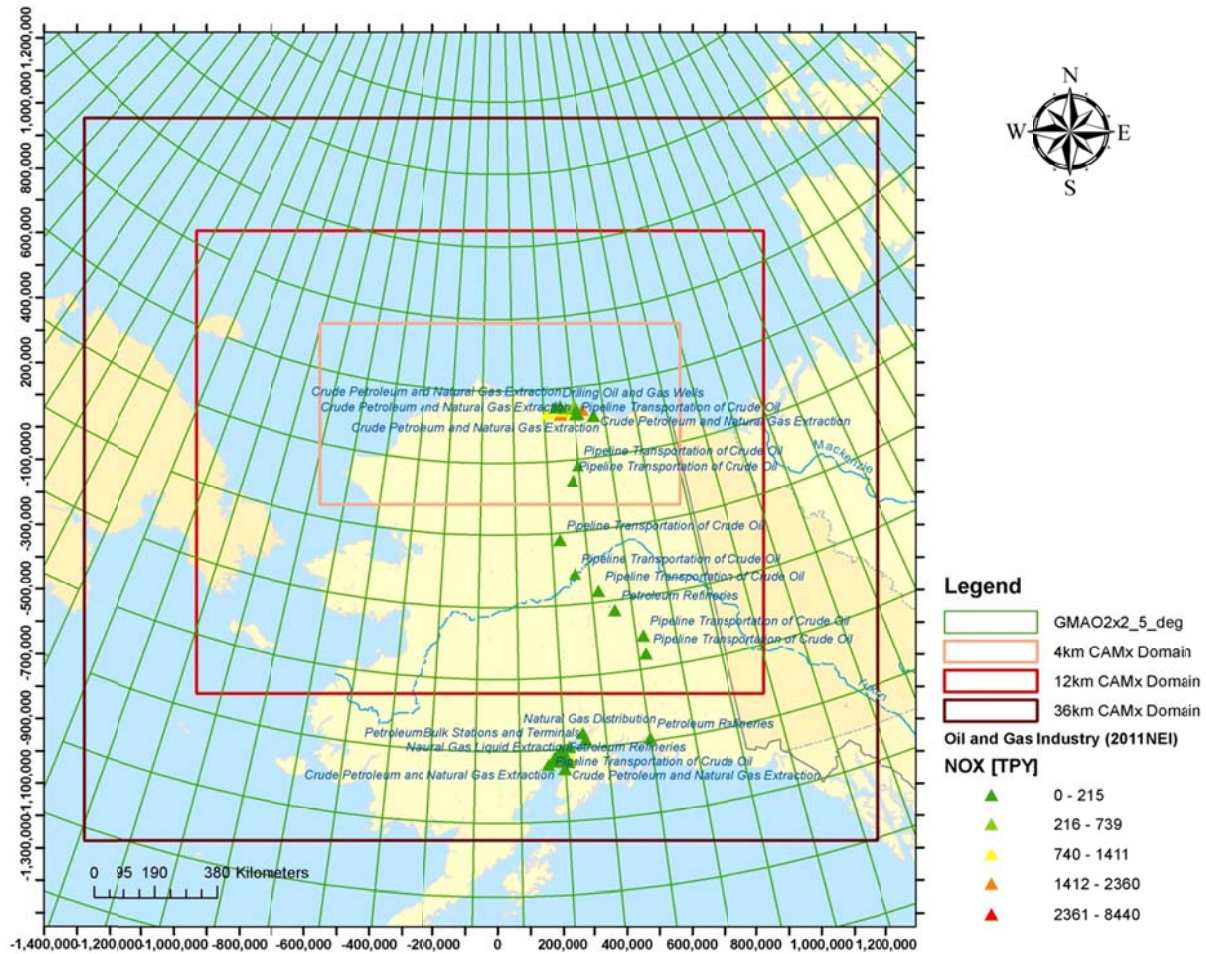 1,200,000
1,000,000
800,000
600,000
400,000
200,000
-100,000
-300,000
-500,000
-700,000
-900,000
-1,100,000
-1,300,000
N
W
E
S
Crude Petroleum and Natural Gas Extraction
Drilling Oil and Gas Wells
Crude Petroleum and Natural Gas Extraction
Pipeline Transportation of Crude Oil
Crude Petroleum and Natural Gas Extraction
Crude Petroleum and Natural Gas Extraction
Pipeline Transportation of Crude Oil
Mackenzie
Pipeline Transportation of Crude Oil
Pipeline Transportation of Crude Oil
Pipeline Transportation of Crude Oil
Pipeline Transportation of Crude Oil
Petroleum Refineries
Pipeline Transportation of Crude Oil
Pipeline Transportation of Crude Oil
Yukon
Natural Gas Distribution
Petroleum Refineries
PetroleumBulk Stations and Terminals
Naural Gas Liquid Extraction
Petroleum Refineries
Pipeline Transportation of Crude Oil
Crude Petroleum and Natural Gas Extraction
Crude Petroleum and Natural Gas Extraction
0 95 190 380 Kilometers
-1,400,000 -1,200,000 -1,000,000 -800,000 -600,000 -400,000 -200,000 0 200,000 400,000 600,000 800,000 1,000,000 1,200,000
Legend
GMAO2x2_5_deg
4km CAMx Domain
12km CAMx Domain
36km CAMx Domain
Oil and Gas Industry (2011NEI)
NOX [TPY]
0 - 215
216 - 739
740 - 1411
1412 - 2360
2361 - 8440